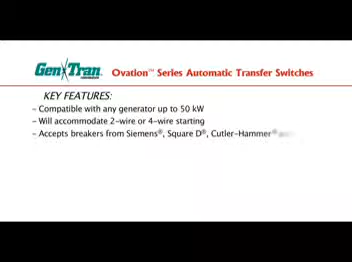 GenTran Ovation™ Series Automatic Transfer Switches
KEY FEATURES:
– Compatible with any generator up to 50 kW
– Will accommodate 2-wire or 4-wire starting
– Accepts breakers from Siemens®, Square D®, Cutler-Hammer®